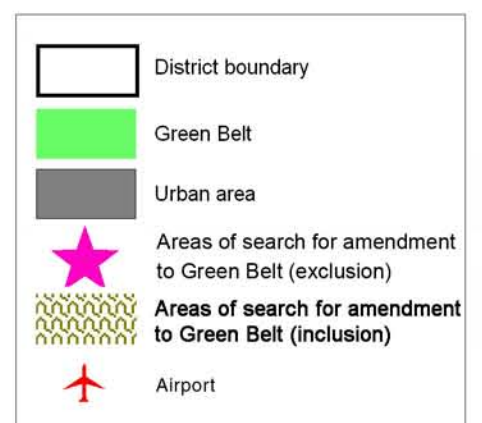 District boundary
Green Belt
Urban area
Areas of search for amendment
to Green Belt (exclusion)
Areas of search for amendment
to Green Belt (inclusion)
Airport